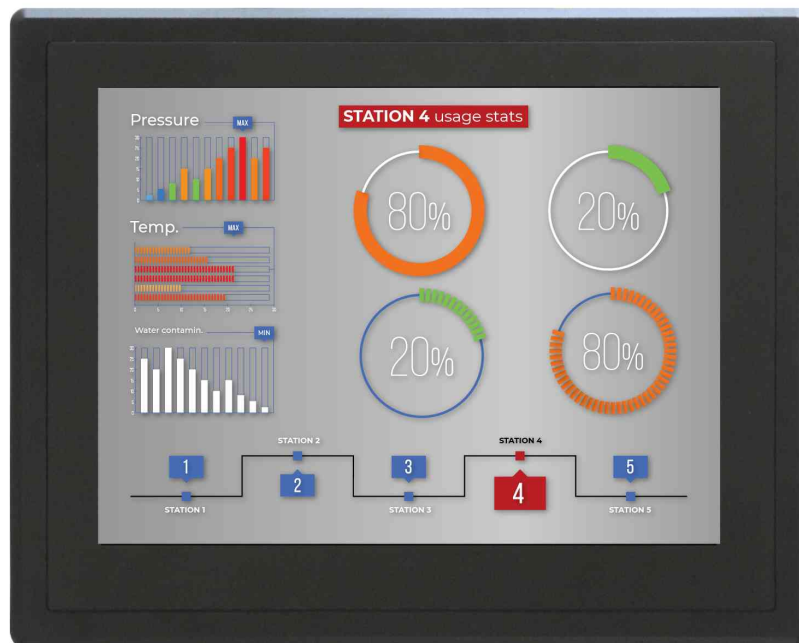 Pressure
MAX
STATION 4 usage stats
80%
20%
Temp.
MAX
Water contamin.
MIN
20%
80%
STATION 2
STATION 4
1
3
5
2
4
STATION 1
STATION 3
STATION 5